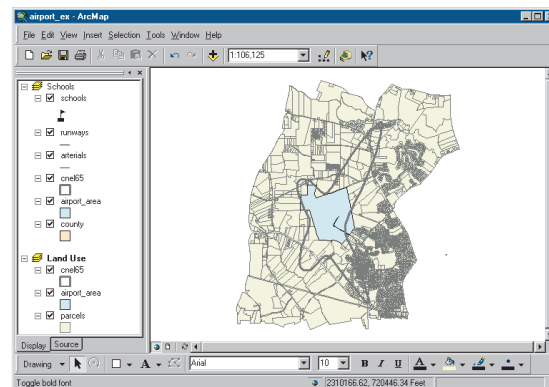 airport_ex - ArcMap
File Edit View Insert Selection Tools Window Help
1:106,125
Schools
schools
runways
arterials
cnel65
airport_area
county
Land Use
cnel65
airport_area
parcels
Display Source
Drawing A Arial 10 B I U A
Toggle bold font 2310166.62, 720446.34 Feet